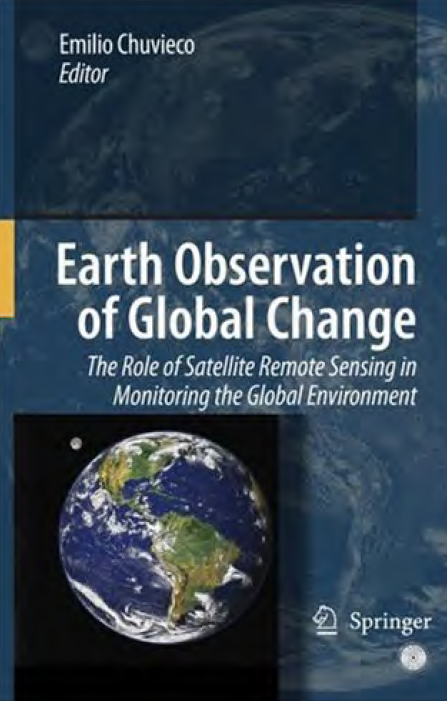 Emilio Chuvieco
Editor
Earth Observation
of Global Change
The Role of Satellite Remote Sensing in
Monitoring the Global Environment
Springer